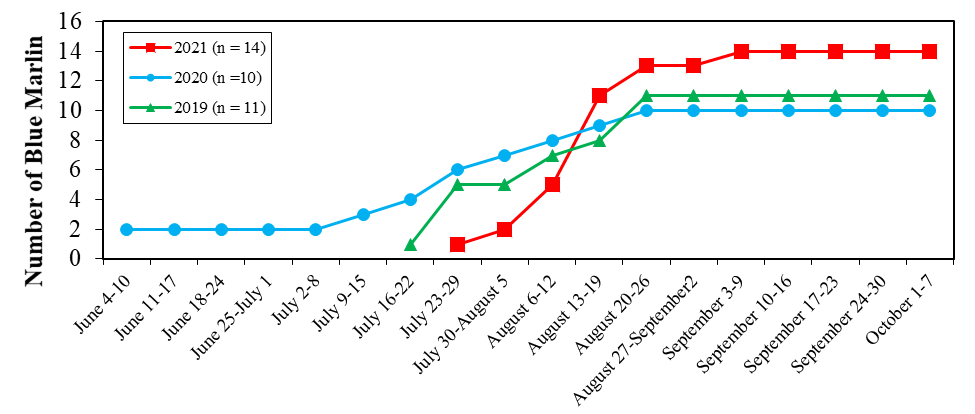 Number of Blue Marlin
16
14
12
10
8
6
4
2
0
2021 (n = 14)
2020 (n =10)
2019 (n = 11)
June 4-10
June 11-17
June 18-24
June 25-July 1
July 2-8
July 9-15
July 16-22
July 23-29
July 30-August 5
August 6-12
August 13-19
August 20-26
August 27-September2
September 3-9
September 10-16
September 17-23
September 24-30
October 1-7